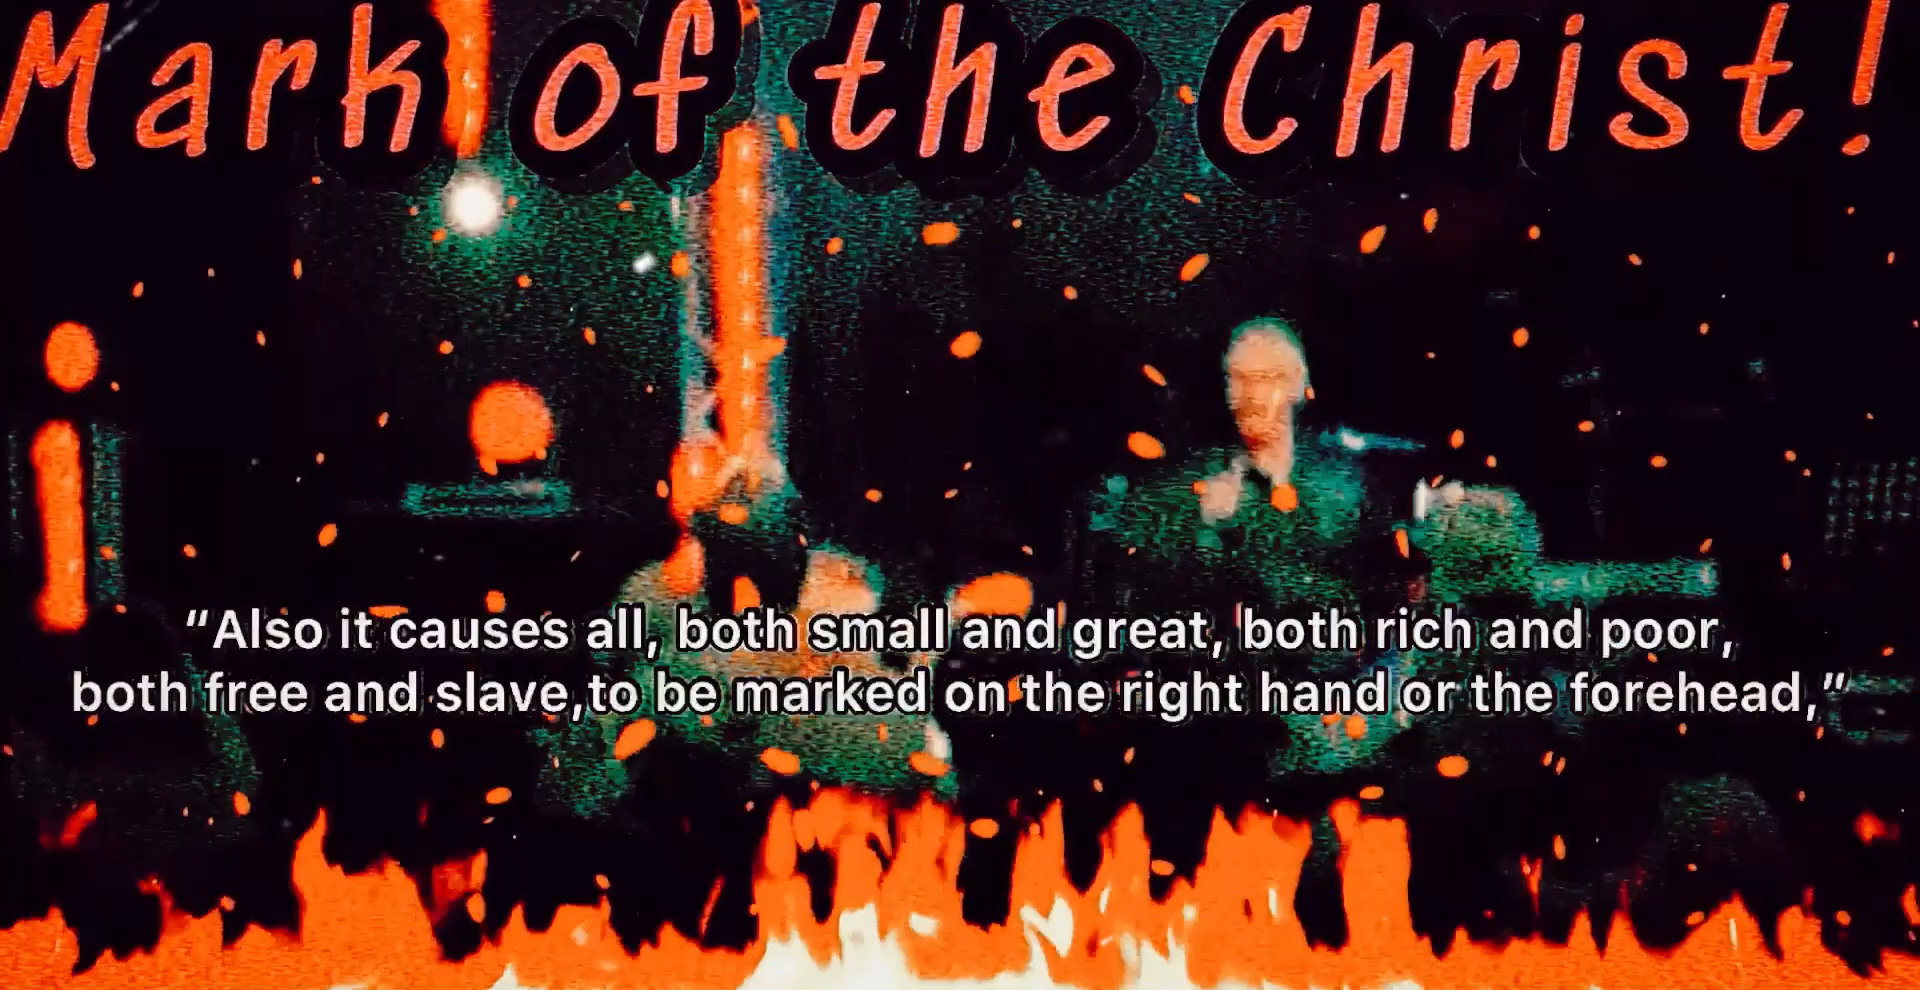 Mark of the Christ!
“Also it causes all, both small and great, both rich and poor,
both free and slave,to be marked on the right hand or the forehead,”